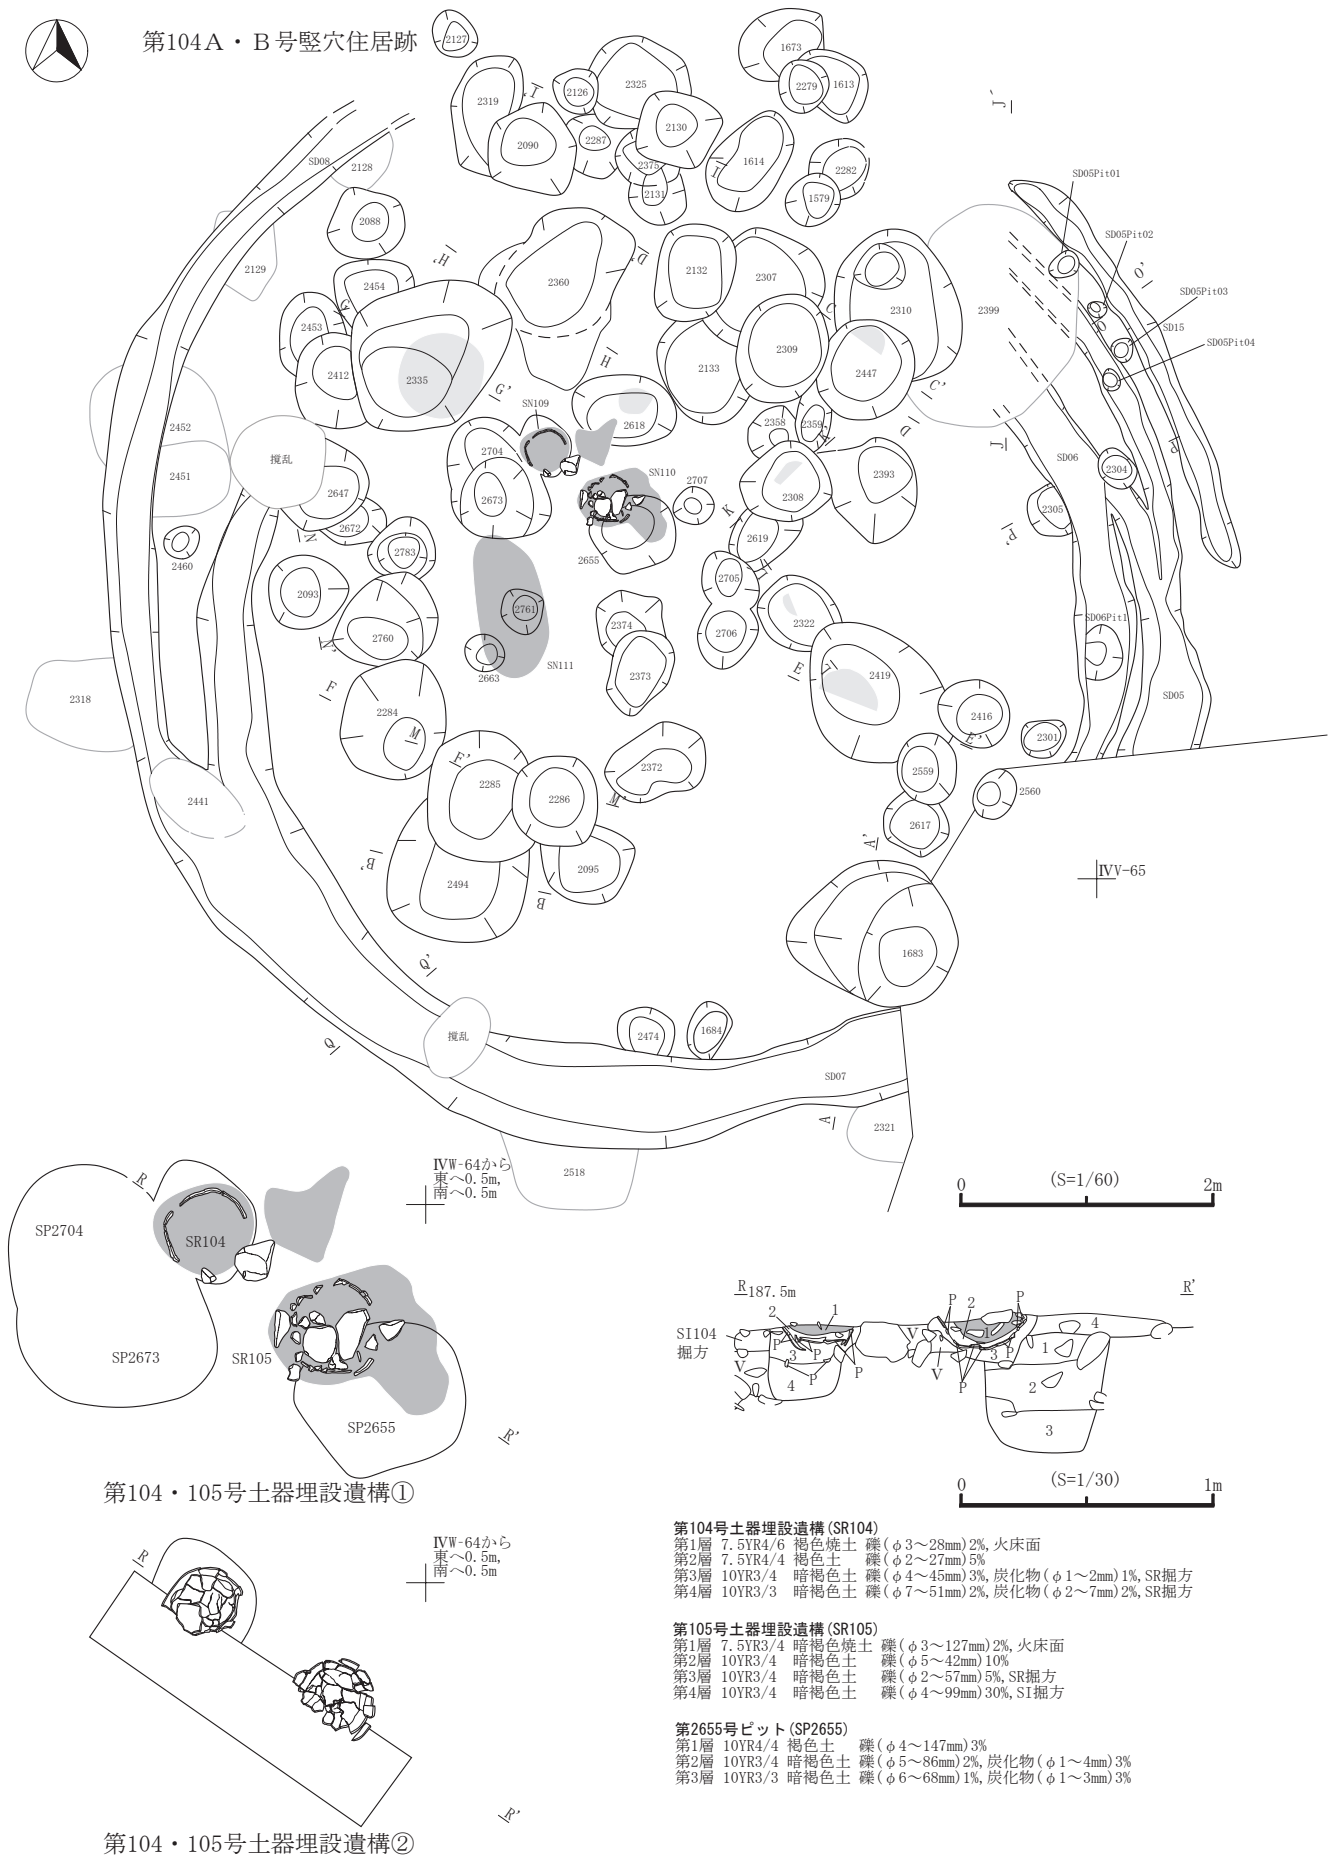 第104A・B号竪穴住居跡
2127
1673
2319
I'
2126
2325
2279
1613
J'
2090
2287
2130
2375
I
1614
2282
SD08
2128
2131
1579
SD05Pit01
2088
SD05Pit02
O'
2129
H'
2360
D'
2132
2307
2454
G
2310
2399
SD05Pit03
2453
C
O
SD15
SD05Pit04
2412
2335
H
2133
2309
2447
G'
C'
SN109
2618
2358
2359
K'
D
J
2452
2704
P
攪乱
2451
SN110
2707
2393
SD06
2304
2647
2673
2308
2305
K
2672
N
P'
2460
2783
2655
2619
L
2093
2705
2761
2374
2322
SD06Pit1
2760
2706
N'
2663
SN111
2373
E
L'
2419
F
SD05
2318
2284
2416
M
E'
2301
F'
2372
2559
2285
2286
M'
2560
2441
2617
A'
B'
2095
ⅣV-65
2494
B
1683
Q'
攪乱
2474
1684
Q
SD07
A
2321
2518
ⅣW-64から
東へ0.5m,
南へ0.5m
0 (S=1/60) 2m
R
SP2704
SR104
SP2673
SR105
SP2655
R'
第104・105号土器埋設遺構①
R 187.5m
R'
P 2 P
2 1
SI104
掘方
P
V
1
4
V
3 P
P
3 P
1
V
4 P
P
2
3
0 (S=1/30) 1m
第104号土器埋設遺構(SR104)
第1層 7.5YR4/6 褐色焼土 礫(φ3～28mm)2%,火床面
第2層 7.5YR4/4 褐色土 礫(φ2～27mm)5%
第3層 10YR3/4 暗褐色土 礫(φ4～45mm)3%,炭化物(φ1～2mm)1%,SR掘方
第4層 10YR3/3 暗褐色土 礫(φ7～51mm)2%,炭化物(φ2～7mm)2%,SR掘方
第105号土器埋設遺構(SR105)
第1層 7.5YR3/4 暗褐色焼土 礫(φ3～127mm)2%,火床面
第2層 10YR3/4 暗褐色土 礫(φ5～42mm)10%
第3層 10YR3/4 暗褐色土 礫(φ2～57mm)5%,SR掘方
第4層 10YR3/4 暗褐色土 礫(φ4～99mm)30%,SI掘方
第2655号ピット(SP2655)
第1層 10YR4/4 褐色土 礫(φ4～147mm)3%
第2層 10YR3/4 暗褐色土 礫(φ5～86mm)2%,炭化物(φ1～4mm)3%
第3層 10YR3/3 暗褐色土 礫(φ6～68mm)1%,炭化物(φ1～3mm)3%
R
ⅣW-64から
東へ0.5m,
南へ0.5m
R'
第104・105号土器埋設遺構②